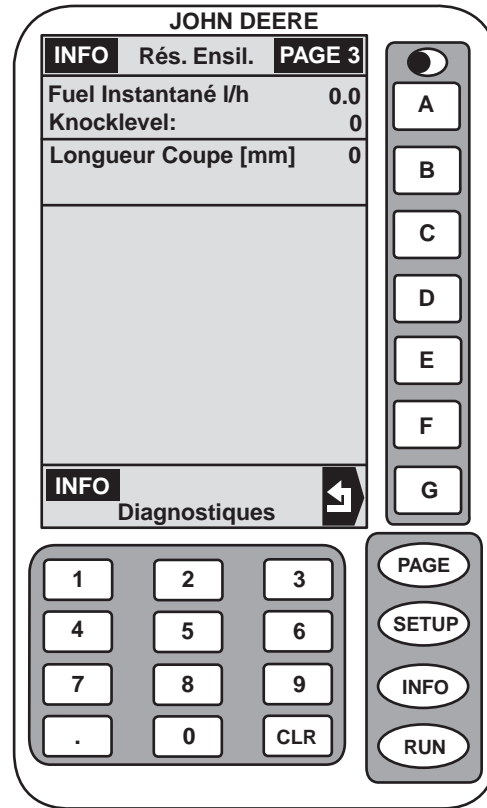 JOHN DEERE
INFO Rés. Ensil. PAGE 3
Fuel Instantané l/h 0.0
Knocklevel: 0
Longueur Coupe [mm] 0
INFO
Diagnostiques
A
B
C
D
E
F
G
1 2 3
4 5 6
7 8 9
. 0 CLR
PAGE
SETUP
INFO
RUN